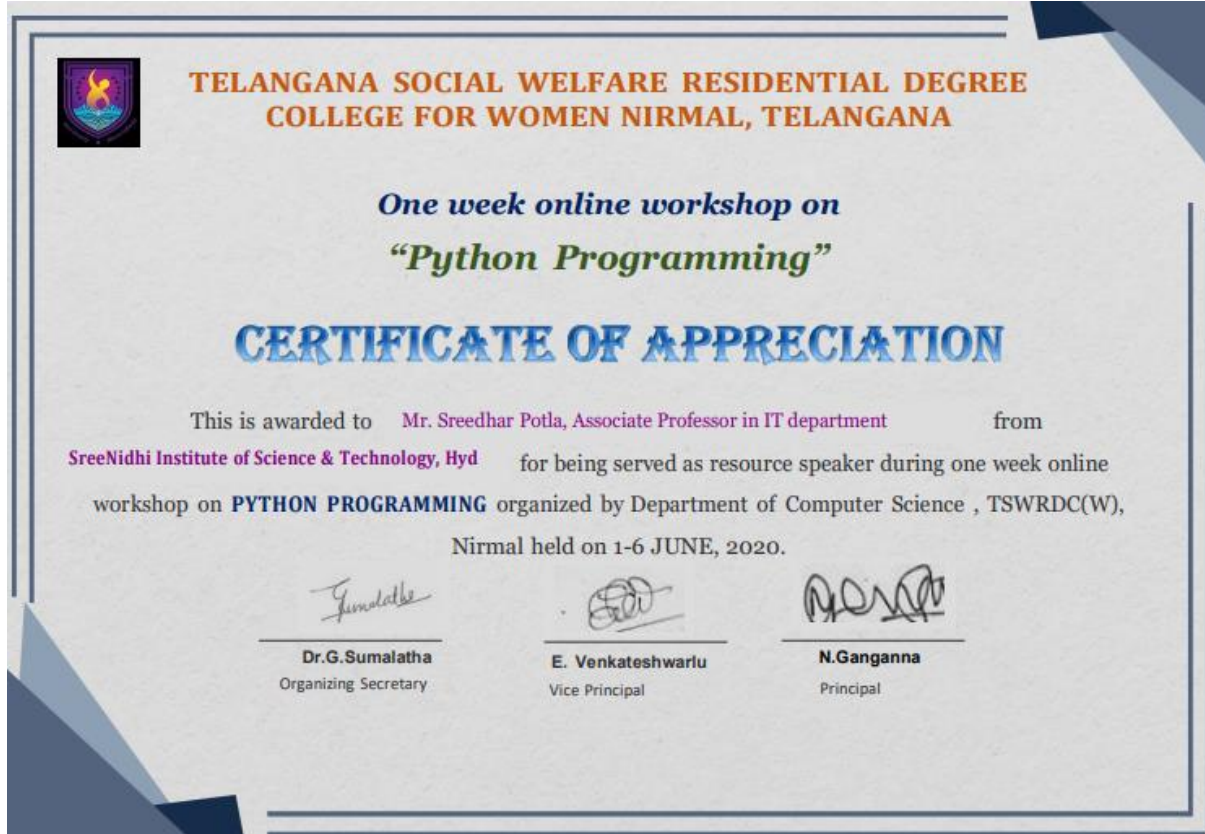 TELANGANA SOCIAL WELFARE RESIDENTIAL DEGREE
COLLEGE FOR WOMEN NIRMAL, TELANGANA
One week online workshop on
“Python Programming”
CERTIFICATE OF APPRECIATION
This is awarded to Mr. Sreedhar Potla, Associate Professor in IT department from
SreeNidhi Institute of Science & Technology, Hyd for being served as resource speaker during one week online
workshop on PYTHON PROGRAMMING organized by Department of Computer Science , TSWRDC(W),
Nirmal held on 1-6 JUNE, 2020.
Sumalatha
Dr.G.Sumalatha E. Venkateshwarlu N.Ganganna
Organizing Secretary Vice Principal Principal